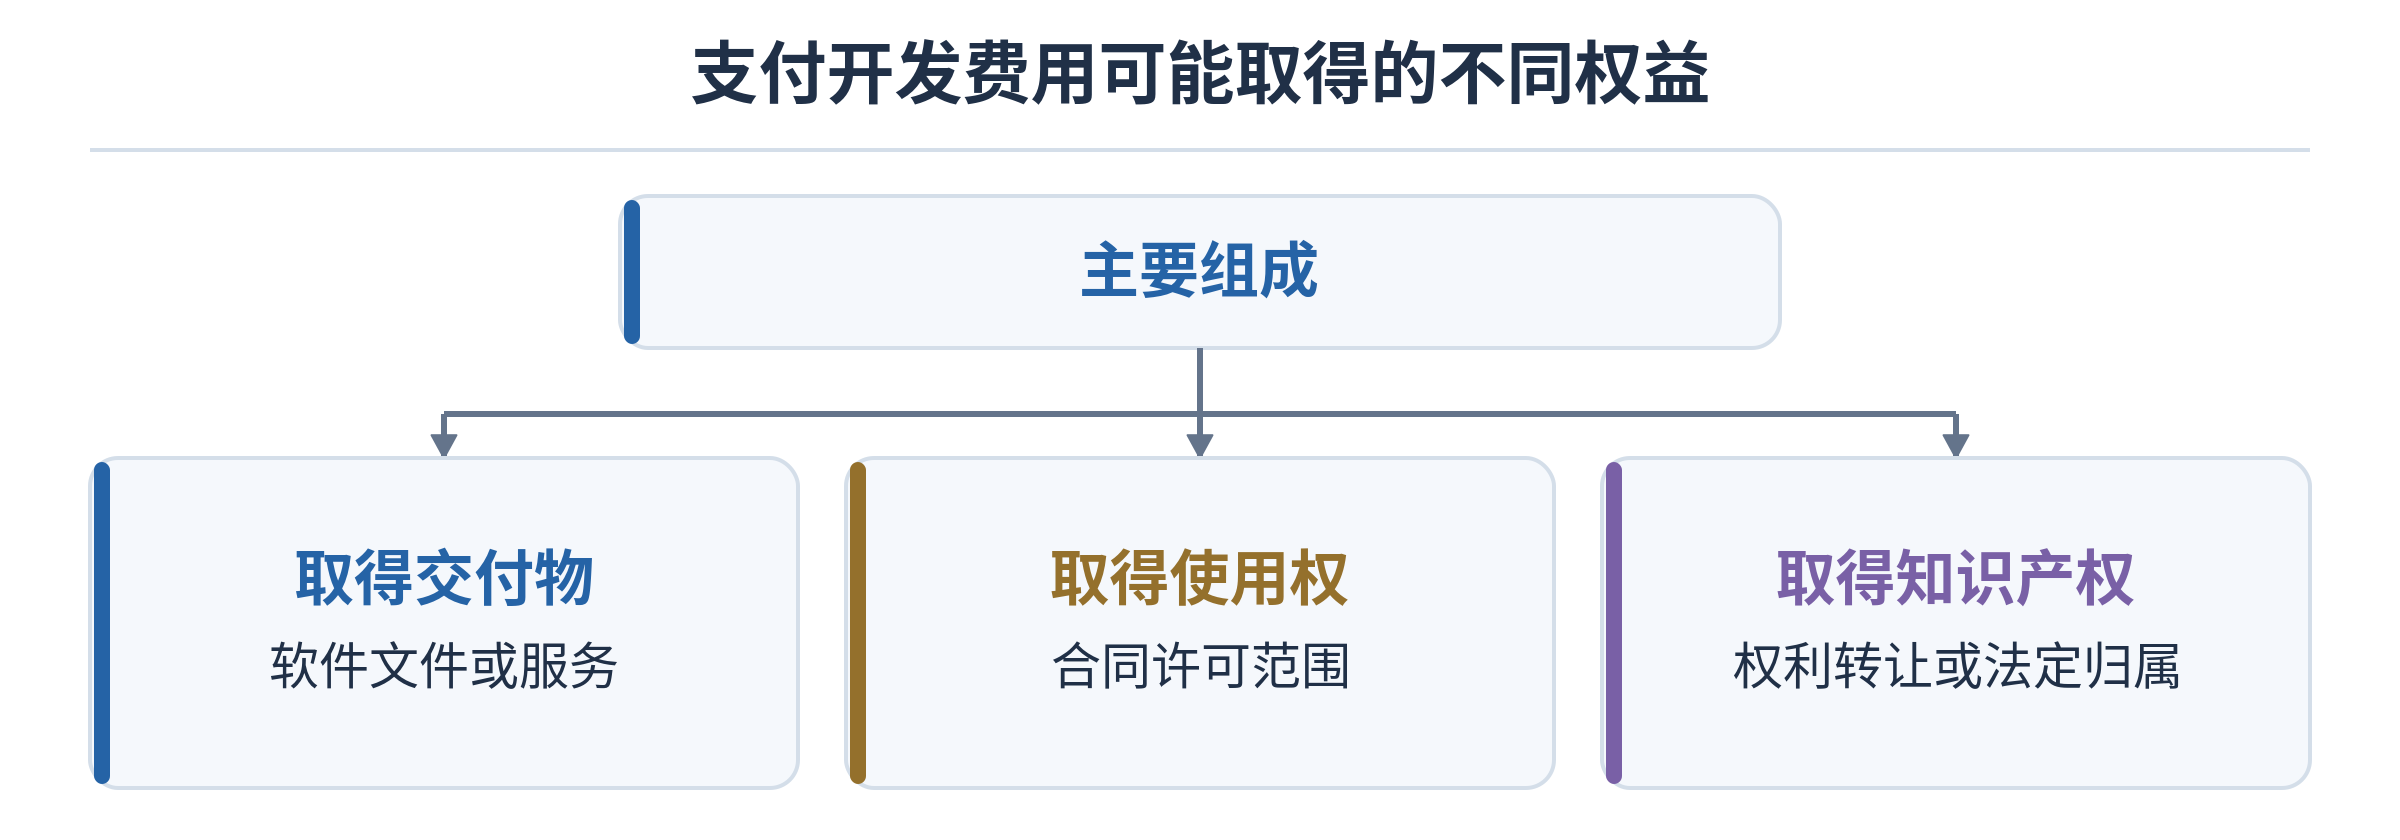 支付开发费用可能取得的不同权益
主要组成
取得交付物
软件文件或服务
取得使用权
合同许可范围
取得知识产权
权利转让或法定归属